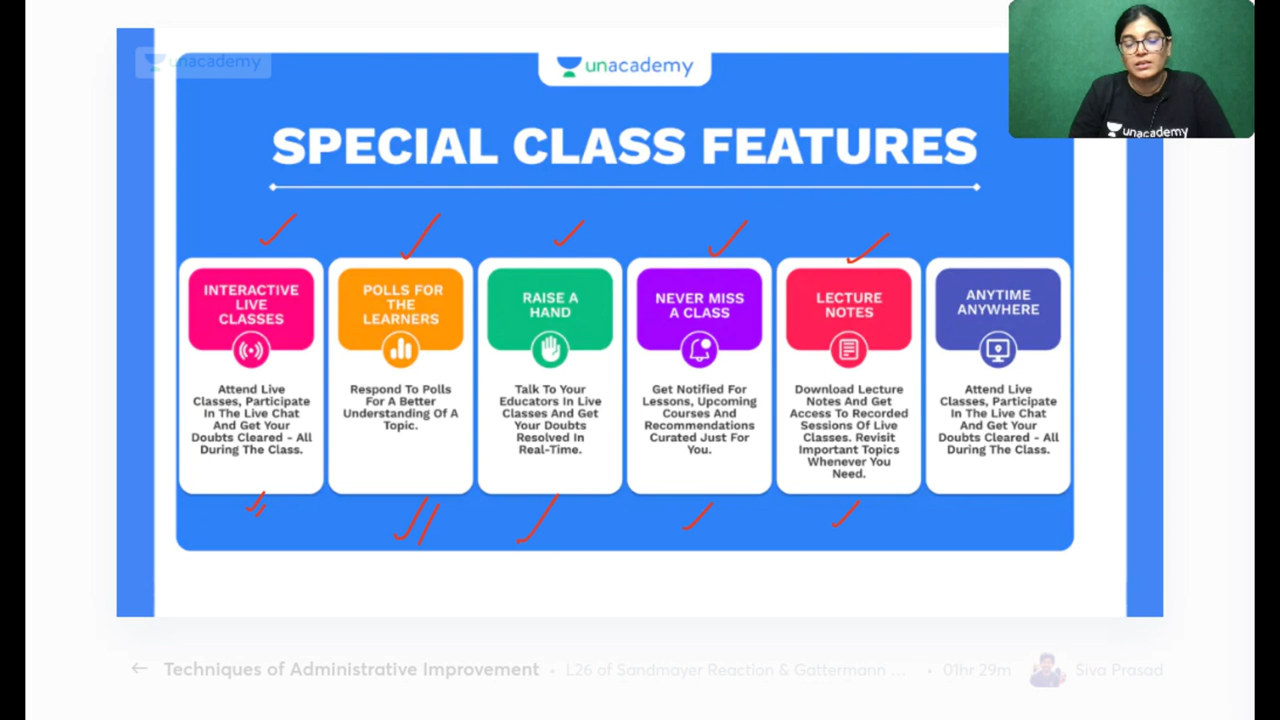 unacademy
unacademy
unacademy
SPECIAL CLASS FEATURES
INTERACTIVE
LIVE
CLASSES
Attend Live
Classes, Participate
In The Live Chat
And Get Your
Doubts Cleared - All
During The Class.
POLLS FOR
THE
LEARNERS
Respond To Polls
For A Better
Understanding Of A
Topic.
RAISE A
HAND
Talk To Your
Educators In Live
Classes And Get
Your Doubts
Resolved In
Real-Time.
NEVER MISS
A CLASS
Get Notified For
Lessons, Upcoming
Courses And
Recommendations
Curated Just For
You.
LECTURE
NOTES
Download Lecture
Notes And Get
Access To Recorded
Sessions Of Live
Classes. Revisit
Important Topics
Whenever You
Need.
ANYTIME
ANYWHERE
Attend Live
Classes, Participate
In The Live Chat
And Get Your
Doubts Cleared - All
During The Class.
← Techniques of Administrative Improvement • L26 of Sandmayer Reaction & Gattermann ... • 01hr 29m Siva Prasad